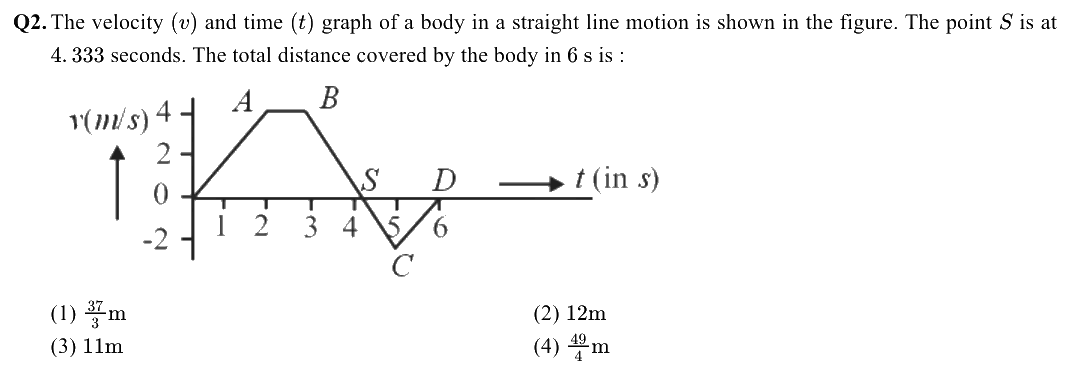 Q2. The velocity (v) and time (t) graph of a body in a straight line motion is shown in the figure. The point S is at
4. 333 seconds. The total distance covered by the body in 6 s is :
A B
v(m/s) 4
2
S D t (in s)
0
1 2 3 4 5 6
-2
C
(1) 37/3 m (2) 12m
(3) 11m (4) 49/4 m